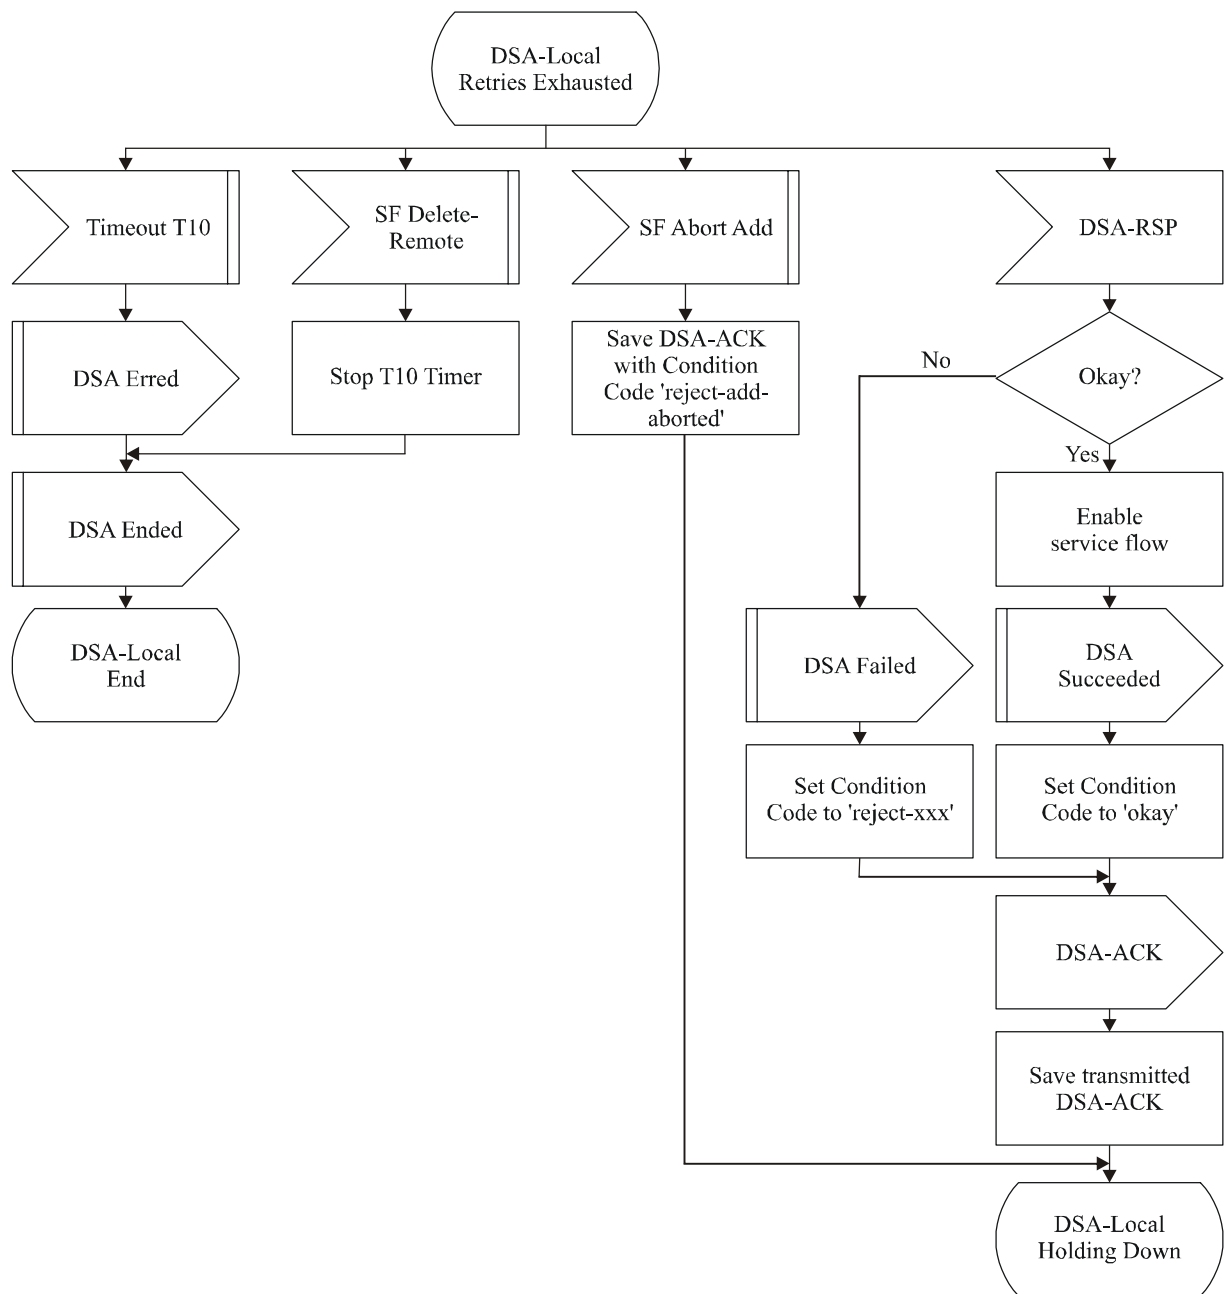 DSA-Local
Retries Exhausted
Timeout T10
SF Delete-
Remote
SF Abort Add
DSA-RSP
DSA Erred
Stop T10 Timer
Save DSA-ACK
with Condition
Code 'reject-add-
aborted'
No
Okay?
Yes
DSA Ended
Enable
service flow
DSA-Local
End
DSA Failed
DSA
Succeeded
Set Condition
Code to 'reject-xxx'
Set Condition
Code to 'okay'
DSA-ACK
Save transmitted
DSA-ACK
DSA-Local
Holding Down